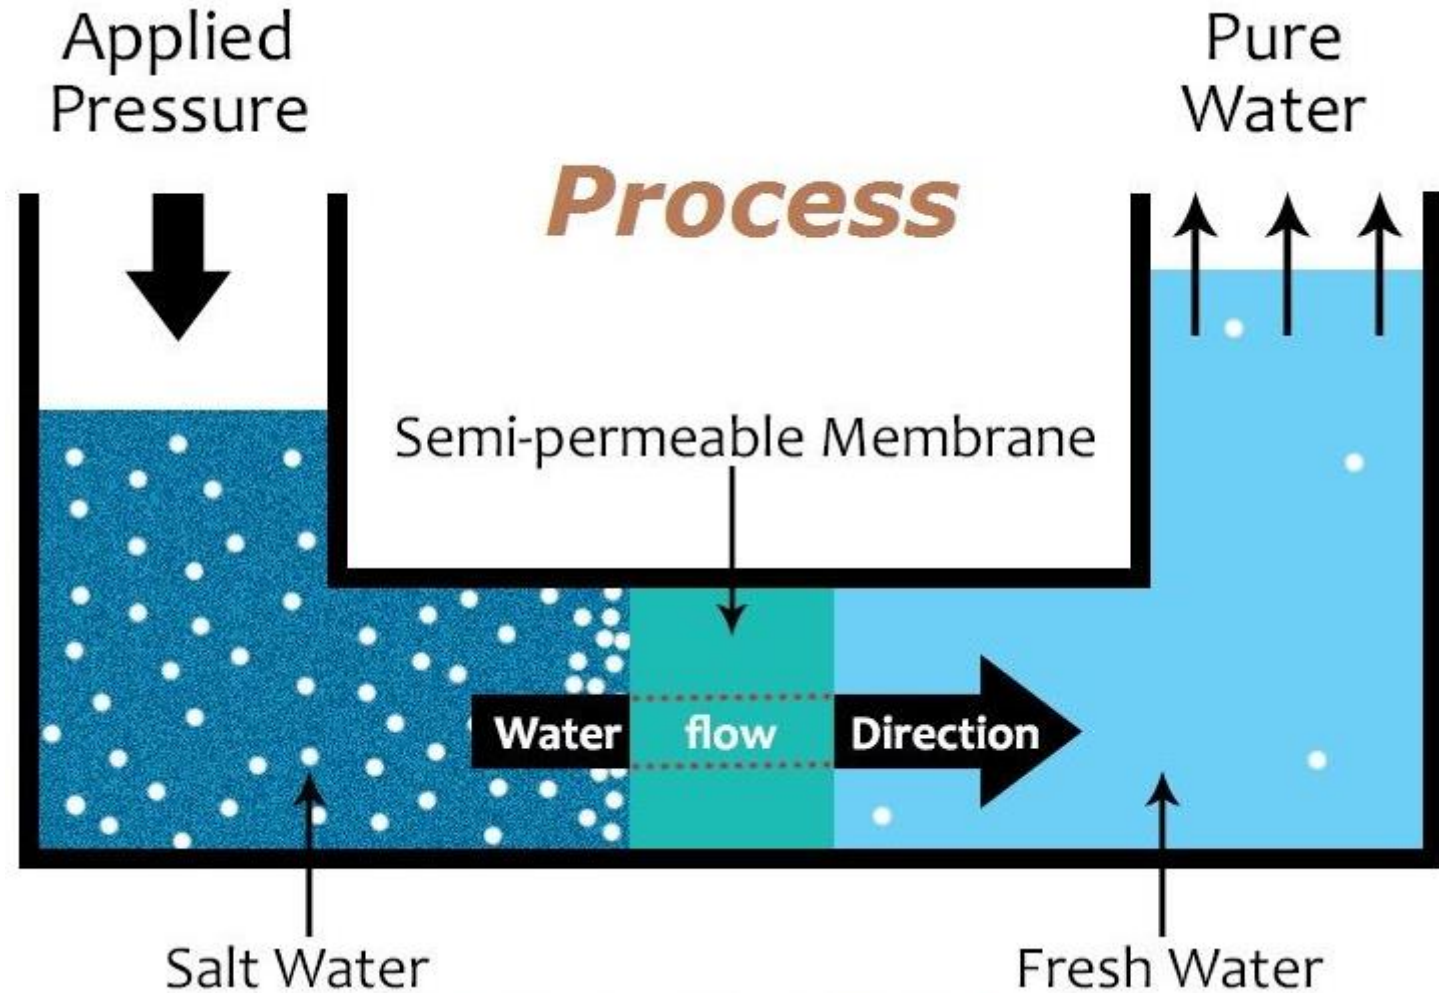 Applied
Pressure
Pure
Water
Process
Semi-permeable Membrane
Water flow Direction
Salt Water
Fresh Water